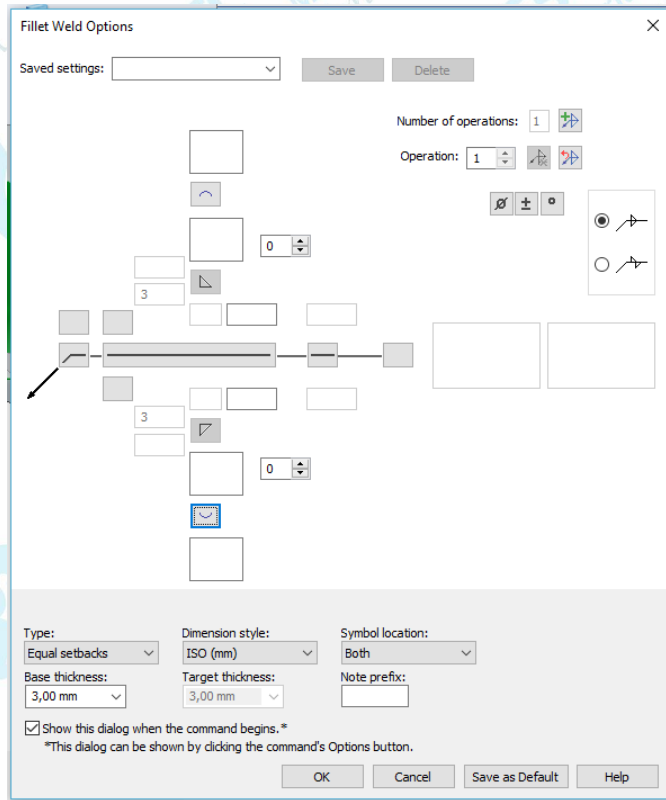 Fillet Weld Options
Saved settings:
Save
Delete
Number of operations: 1
Operation: 1
Ø ± °
0
3
3
0
Type:
Dimension style:
Symbol location:
Equal setbacks
ISO (mm)
Both
Base thickness:
Target thickness:
Note prefix:
3,00 mm
3,00 mm
Show this dialog when the command begins.*
*This dialog can be shown by clicking the command's Options button.
OK
Cancel
Save as Default
Help